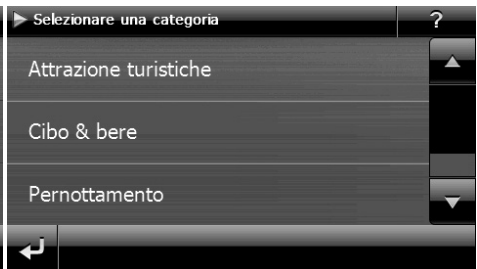 Selezionare una categoria ?
Attrazione turistiche
Cibo & bere
Pernottamento